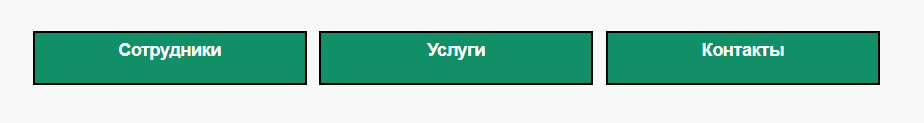 Сотрудники
Услуги
Контакты